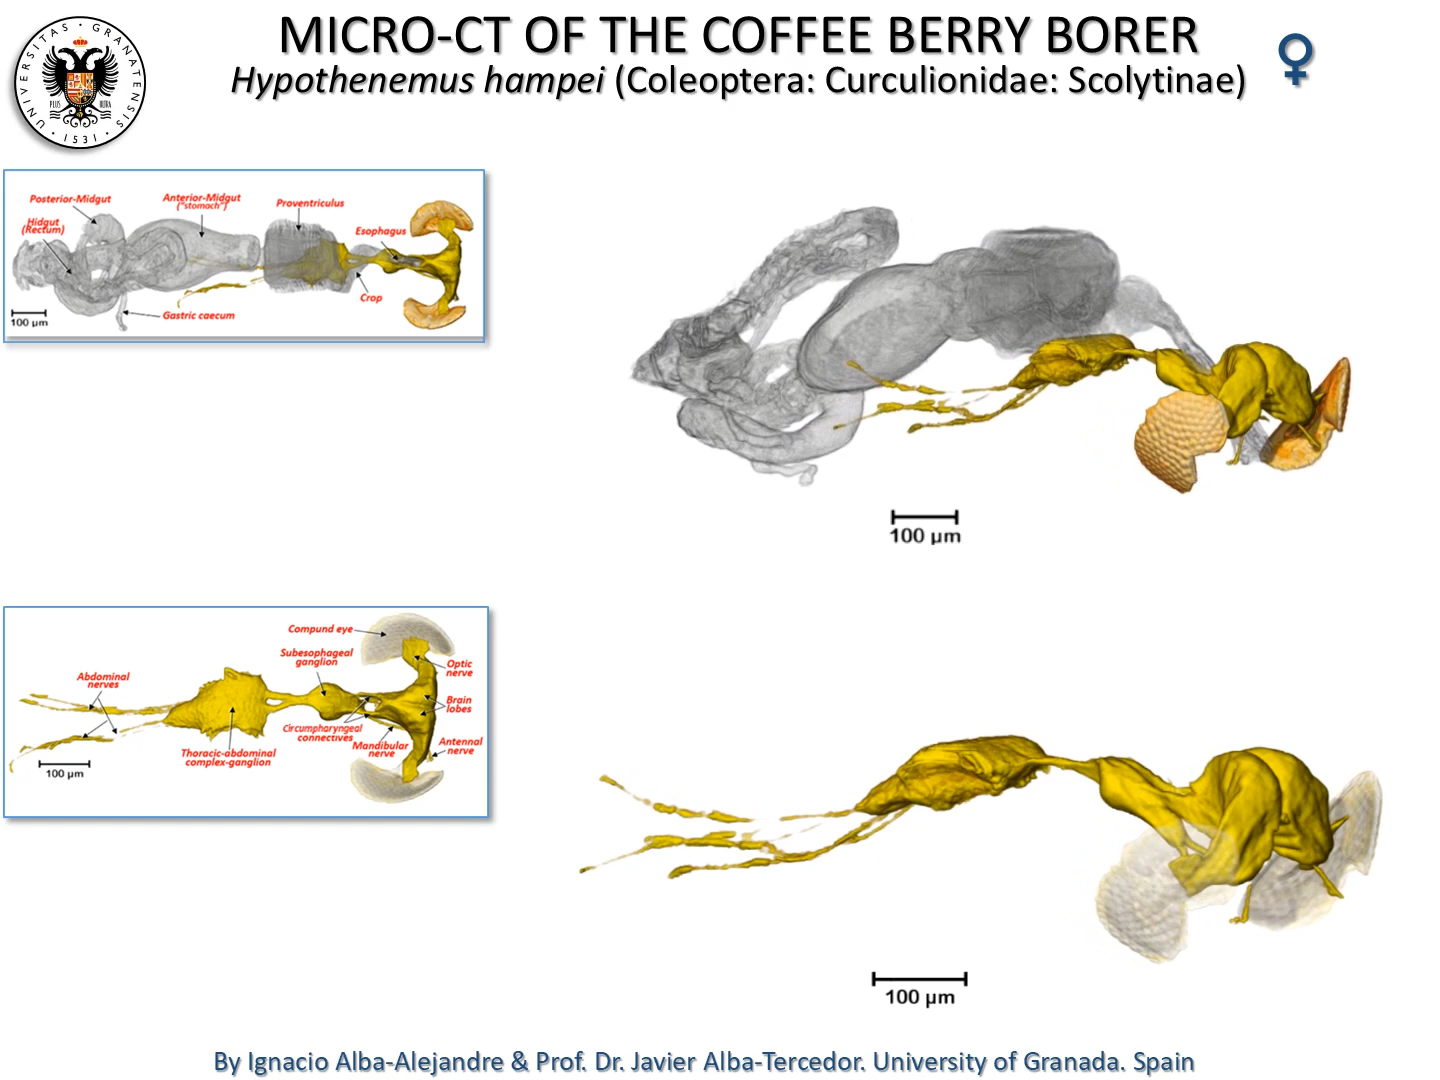 MICRO-CT OF THE COFFEE BERRY BORER
Hypothenemus hampei (Coleoptera: Curculionidae: Scolytinae) ♀
UNIVERSITAS · GRANATENSIS · 1531 ·
PLUS
Posterior-Midgut
Anterior-Midgut
("stomach")
Proventriculus
Hidgut
(Rectum)
Esophagus
Crop
Gastric caecum
100 µm
100 µm
Compund eye
Subesophageal
ganglion
Optic
nerve
Abdominal
nerves
Brain
lobes
Circumpharyngeal
connectives
Mandibular
nerve
Antennal
nerve
Thoracic-abdominal
complex-ganglion
100 µm
100 µm
By Ignacio Alba-Alejandre & Prof. Dr. Javier Alba-Tercedor. University of Granada. Spain